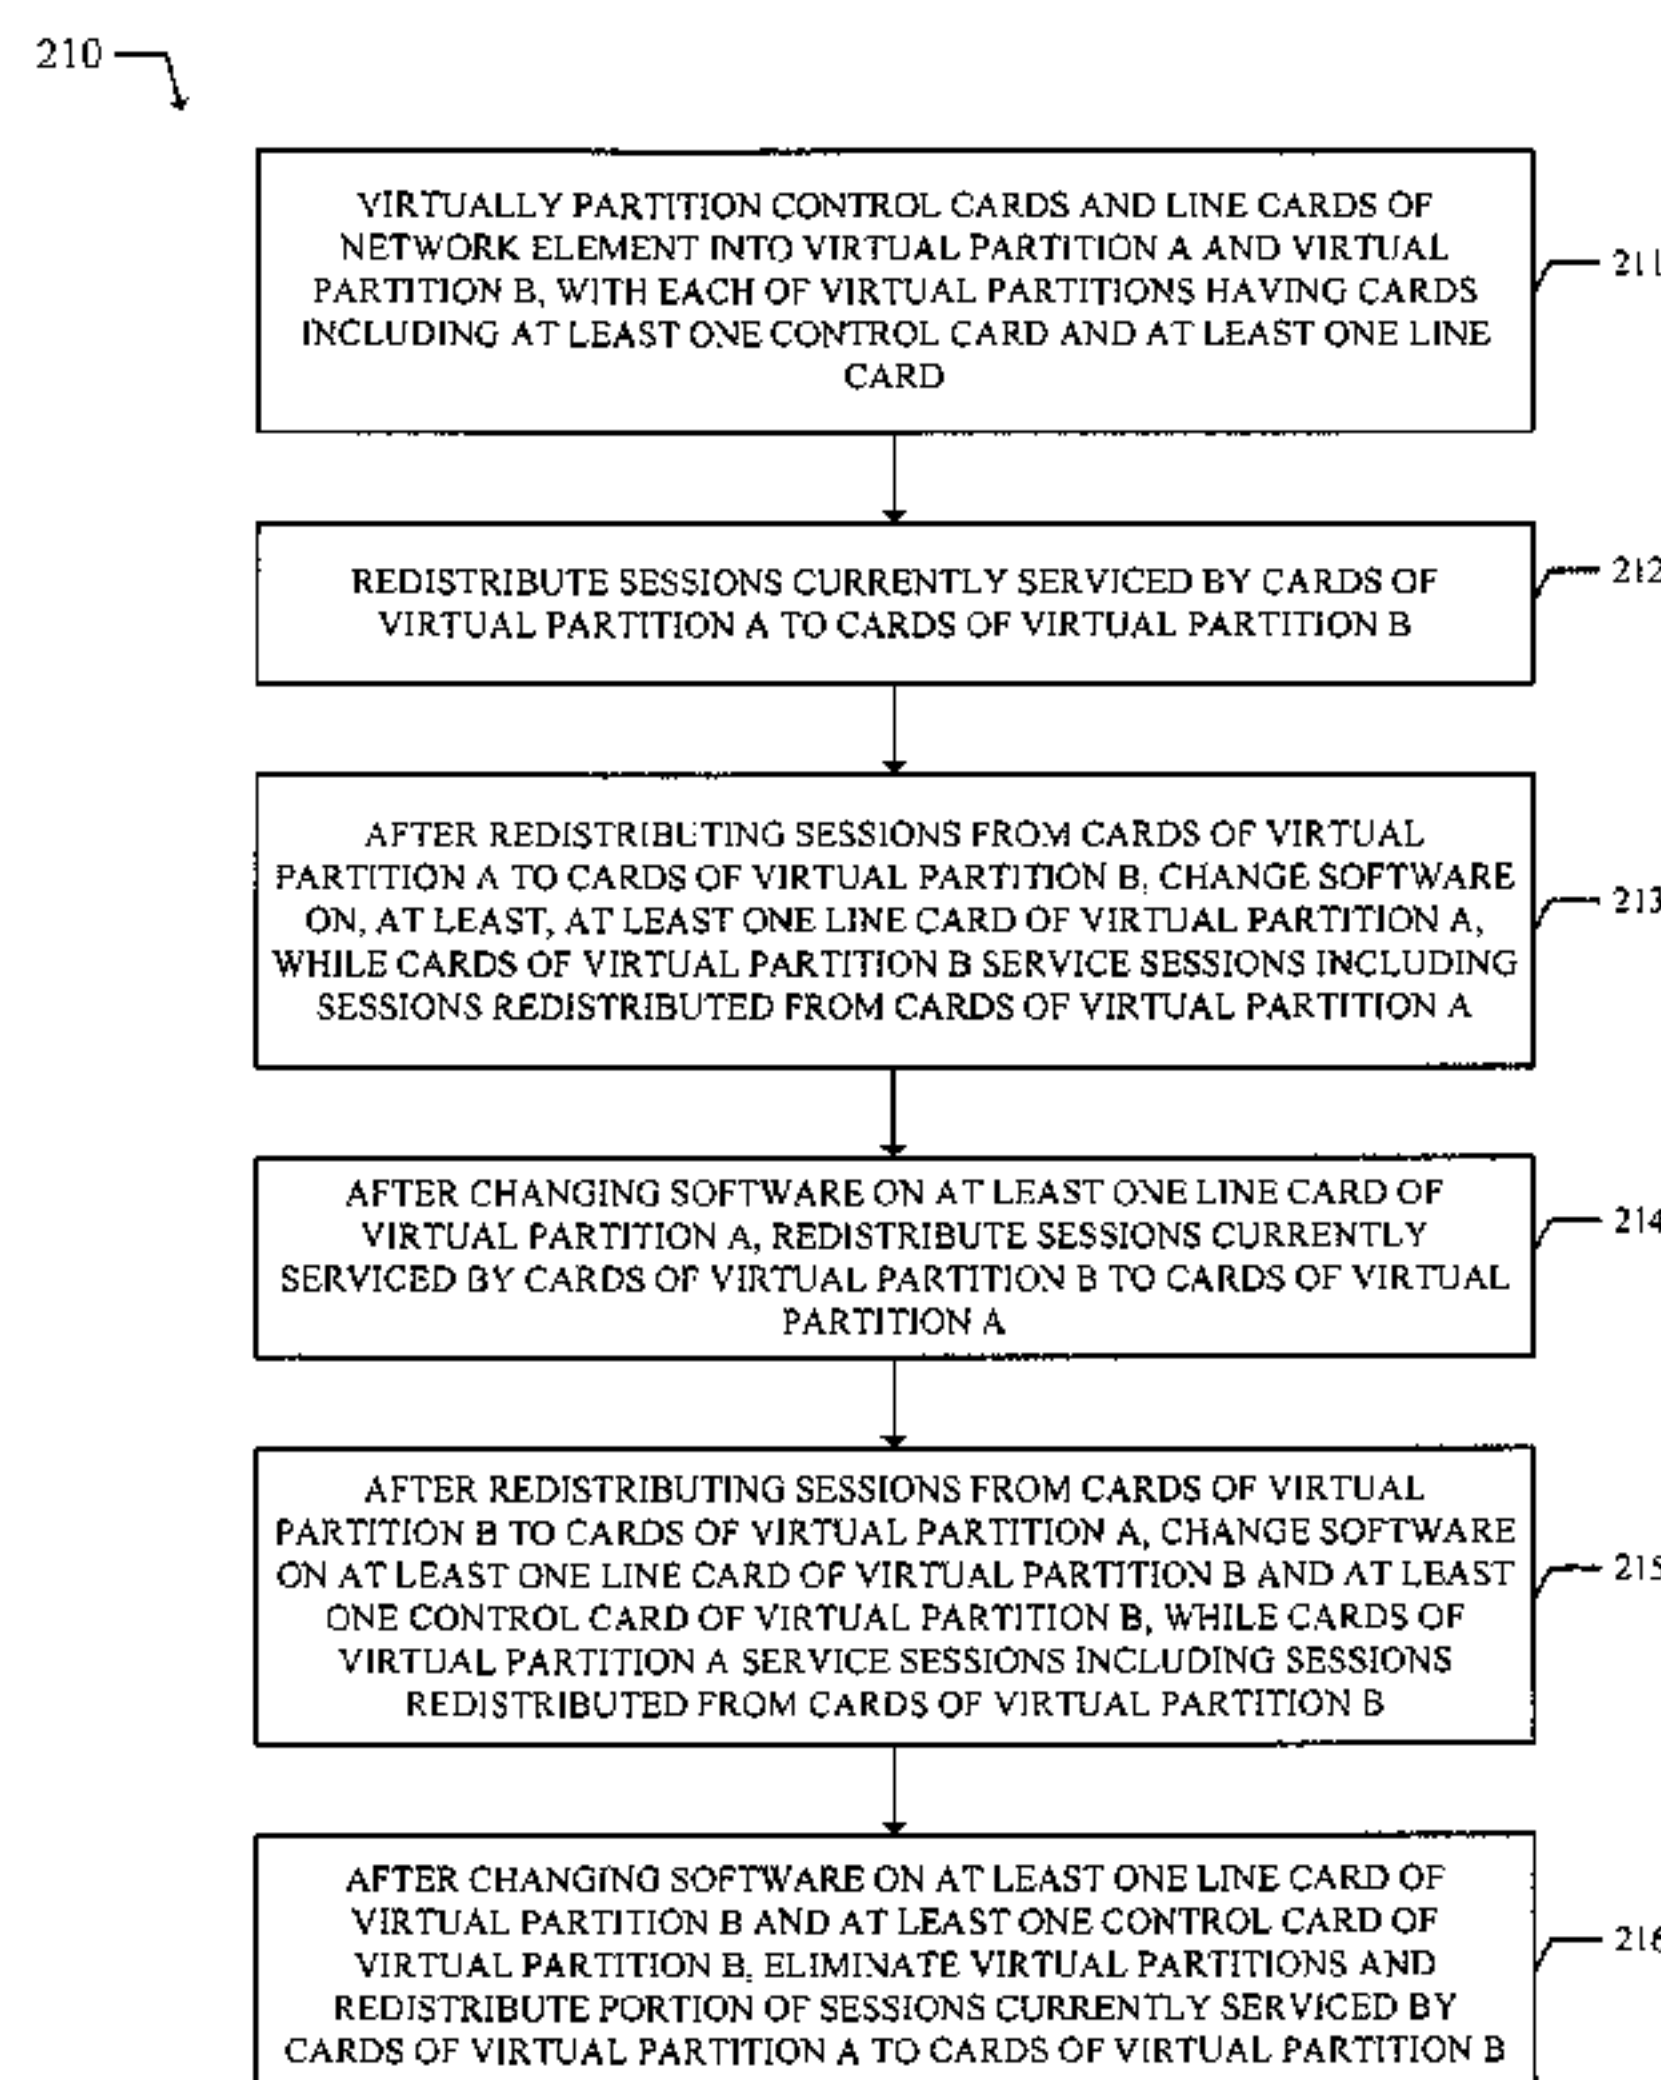 210
VIRTUALLY PARTITION CONTROL CARDS AND LINE CARDS OF
NETWORK ELEMENT INTO VIRTUAL PARTITION A AND VIRTUAL
PARTITION B, WITH EACH OF VIRTUAL PARTITIONS HAVING CARDS
INCLUDING AT LEAST ONE CONTROL CARD AND AT LEAST ONE LINE
CARD
211
REDISTRIBUTE SESSIONS CURRENTLY SERVICED BY CARDS OF
VIRTUAL PARTITION A TO CARDS OF VIRTUAL PARTITION B
212
AFTER REDISTRIBUTING SESSIONS FROM CARDS OF VIRTUAL
PARTITION A TO CARDS OF VIRTUAL PARTITION B, CHANGE SOFTWARE
ON, AT LEAST, AT LEAST ONE LINE CARD OF VIRTUAL PARTITION A,
WHILE CARDS OF VIRTUAL PARTITION B SERVICE SESSIONS INCLUDING
SESSIONS REDISTRIBUTED FROM CARDS OF VIRTUAL PARTITION A
213
AFTER CHANGING SOFTWARE ON AT LEAST ONE LINE CARD OF
VIRTUAL PARTITION A, REDISTRIBUTE SESSIONS CURRENTLY
SERVICED BY CARDS OF VIRTUAL PARTITION B TO CARDS OF VIRTUAL
PARTITION A
214
AFTER REDISTRIBUTING SESSIONS FROM CARDS OF VIRTUAL
PARTITION B TO CARDS OF VIRTUAL PARTITION A, CHANGE SOFTWARE
ON AT LEAST ONE LINE CARD OF VIRTUAL PARTITION B AND AT LEAST
ONE CONTROL CARD OF VIRTUAL PARTITION B, WHILE CARDS OF
VIRTUAL PARTITION A SERVICE SESSIONS INCLUDING SESSIONS
REDISTRIBUTED FROM CARDS OF VIRTUAL PARTITION B
215
AFTER CHANGING SOFTWARE ON AT LEAST ONE LINE CARD OF
VIRTUAL PARTITION B AND AT LEAST ONE CONTROL CARD OF
VIRTUAL PARTITION B, ELIMINATE VIRTUAL PARTITIONS AND
REDISTRIBUTE PORTION OF SESSIONS CURRENTLY SERVICED BY
CARDS OF VIRTUAL PARTITION A TO CARDS OF VIRTUAL PARTITION B
216